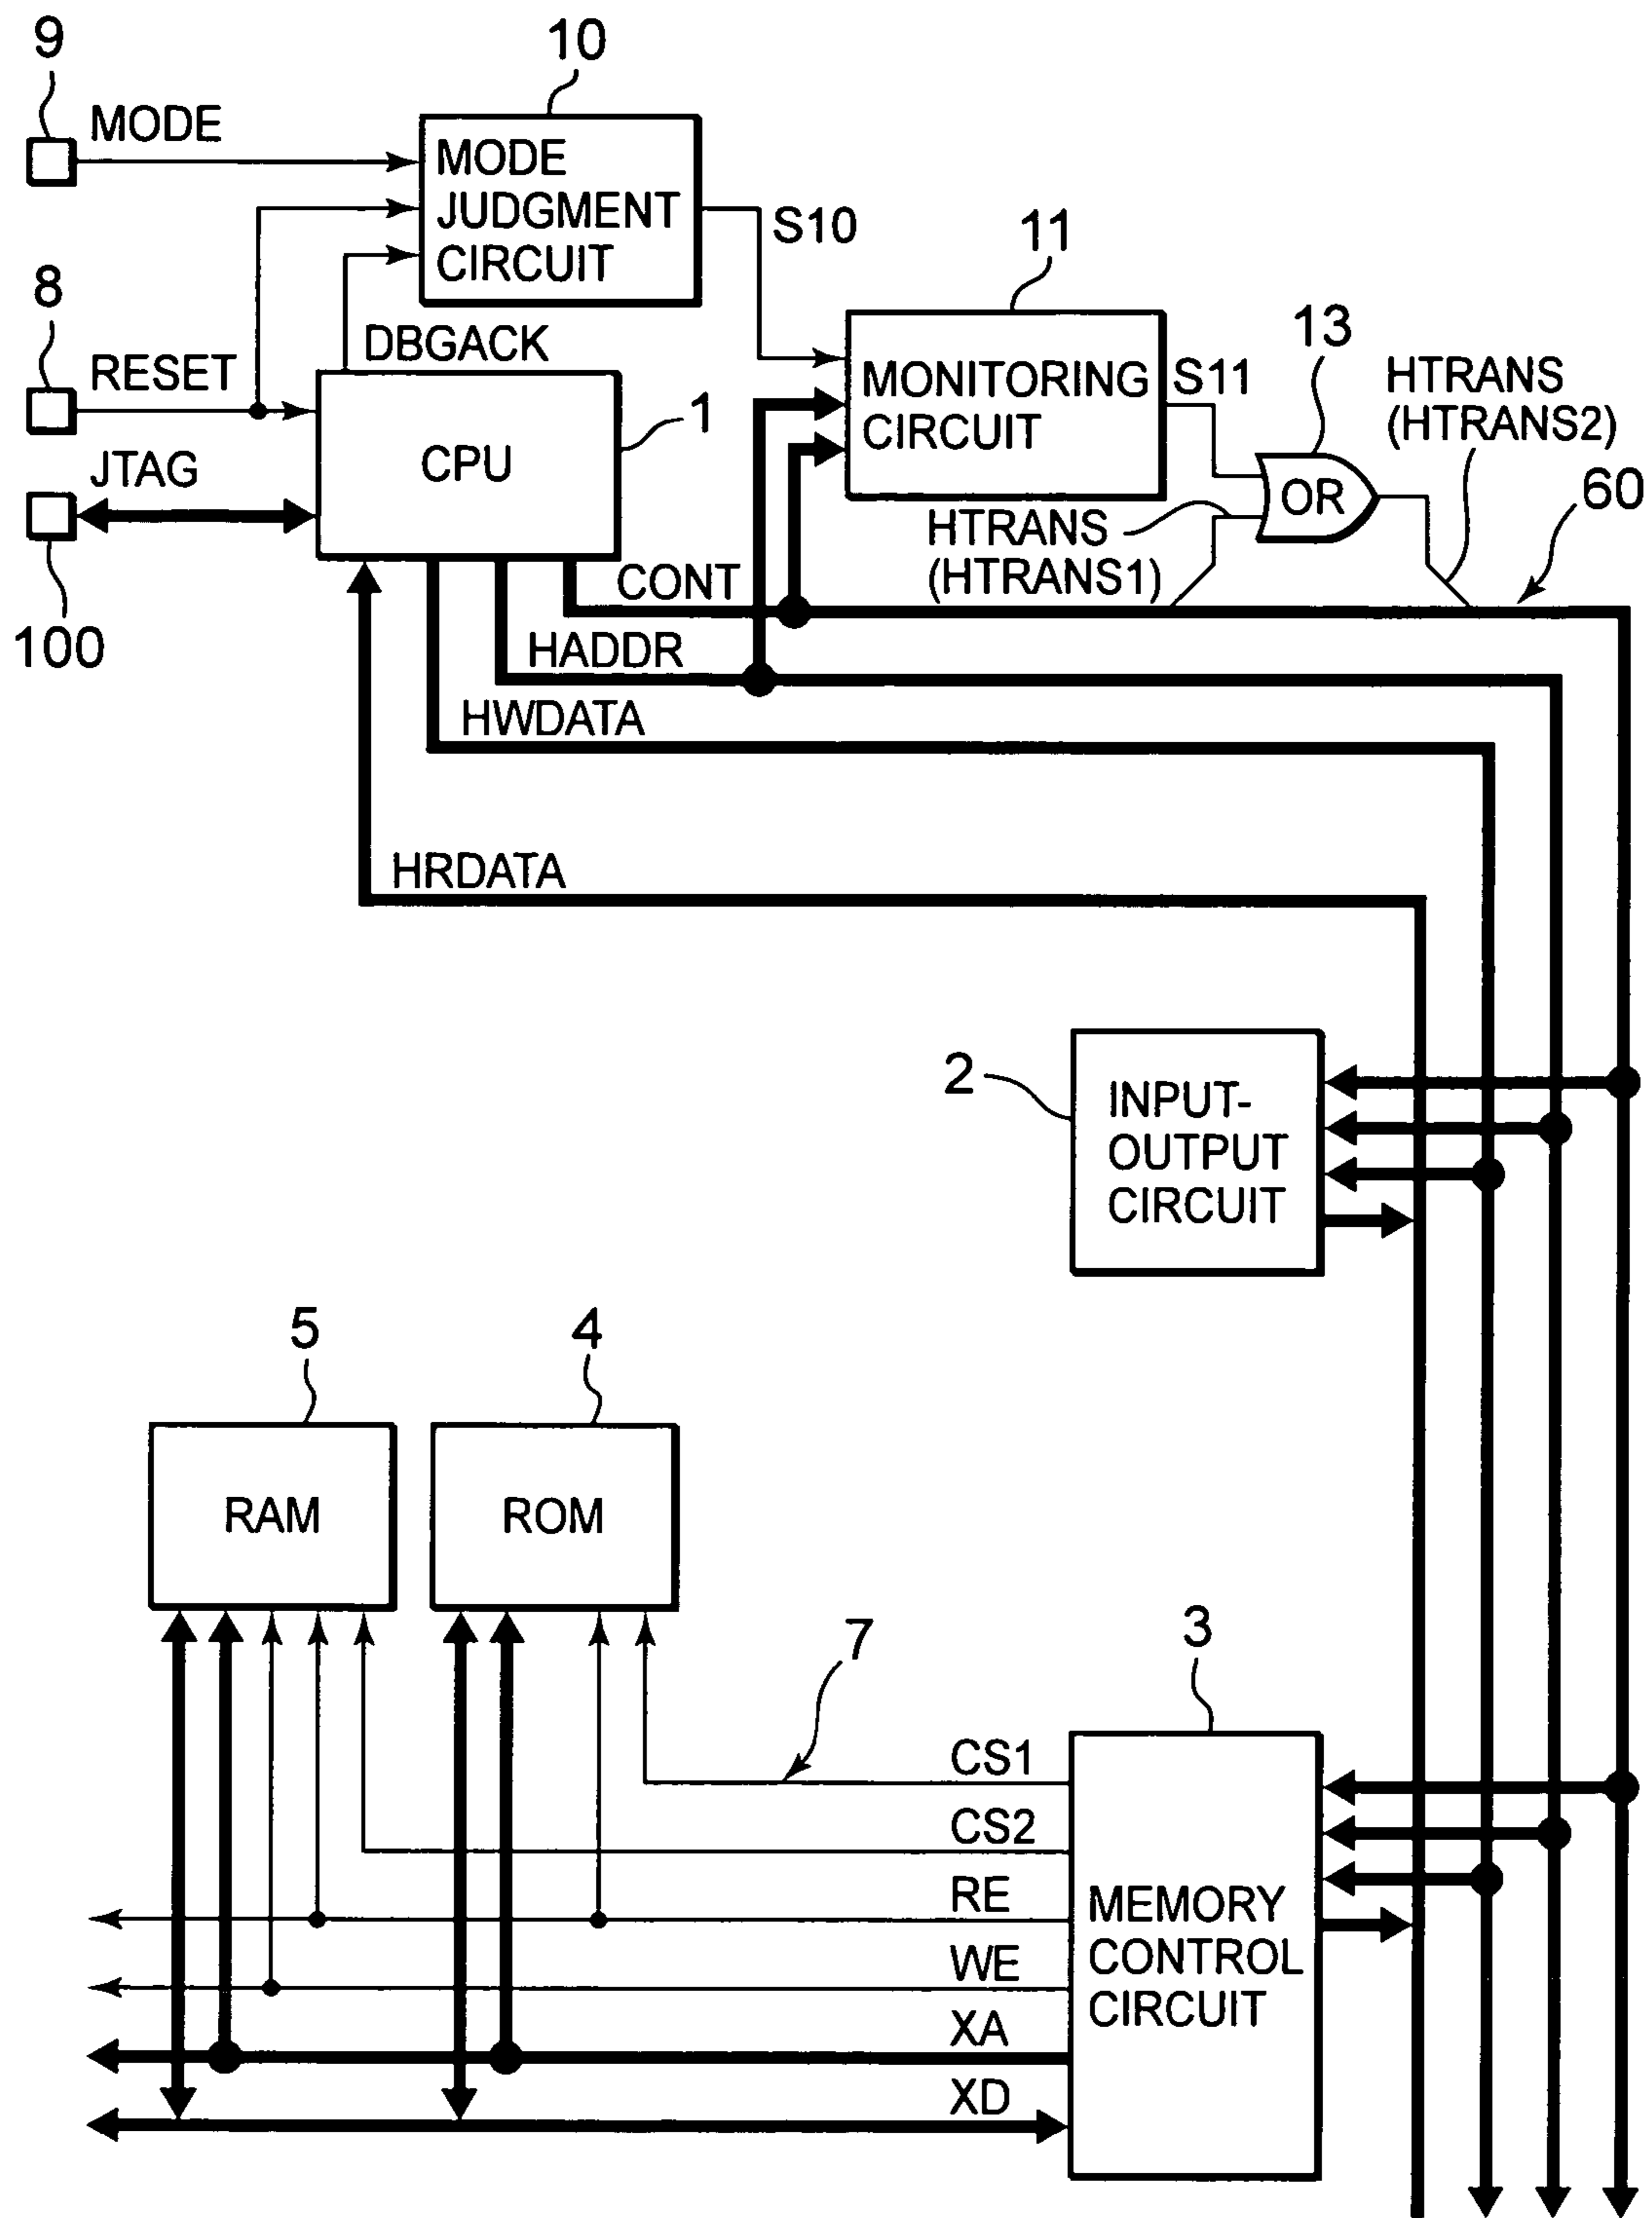 9
10
MODE
MODE
JUDGMENT
CIRCUIT
S10
11
8
13
DBGACK
RESET
MONITORING
CIRCUIT
S11
HTRANS
(HTRANS2)
1
CPU
JTAG
OR
60
HTRANS
(HTRANS1)
CONT
100
HADDR
HWDATA
HRDATA
2
INPUT-
OUTPUT
CIRCUIT
5
4
RAM
ROM
7
3
CS1
CS2
RE
MEMORY
CONTROL
CIRCUIT
WE
XA
XD